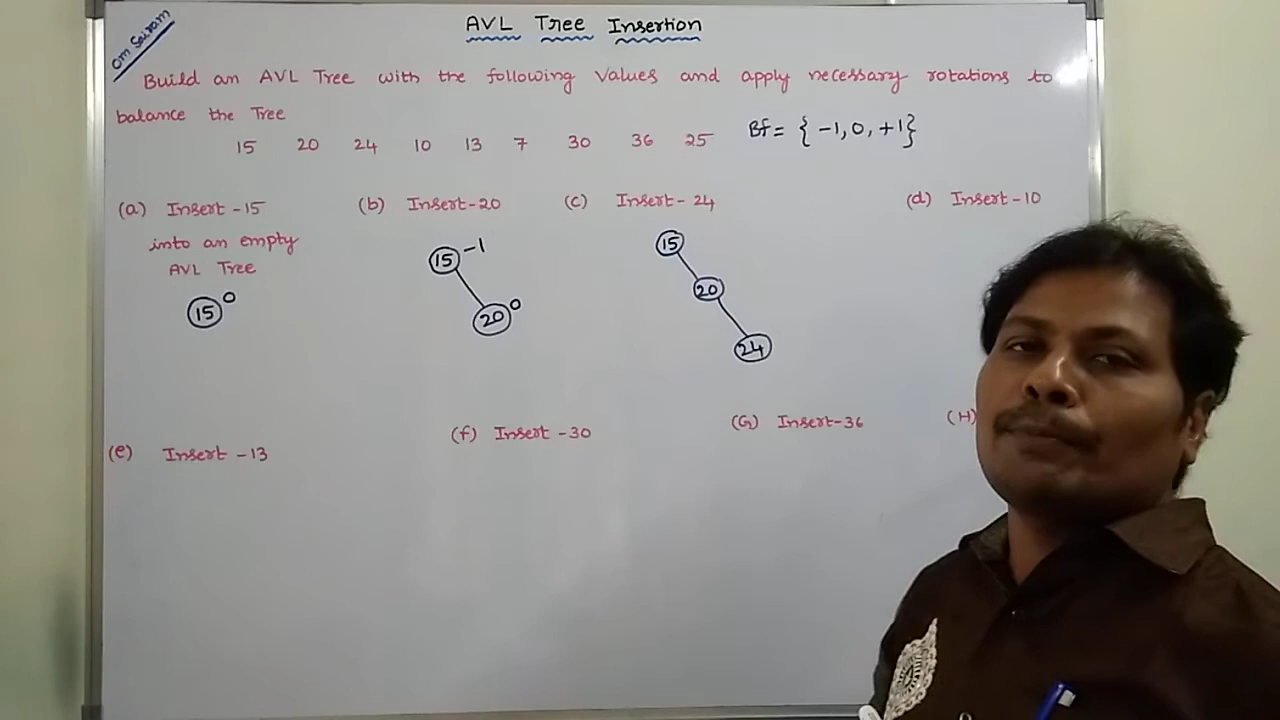 Om Sairam
AVL Tree Insertion
Build an AVL Tree with the following Values and apply necessary rotations to
balance the Tree
15 20 24 10 13 7 30 36 25 Bf = { -1, 0, +1}
(a) Insert -15
into an empty
AVL Tree
15 0
(b) Insert-20
15 -1
20 0
(c) Insert - 24
15
20
24
(d) Insert-10
(e) Insert -13
(f) Insert -30
(G) Insert-36
(H)